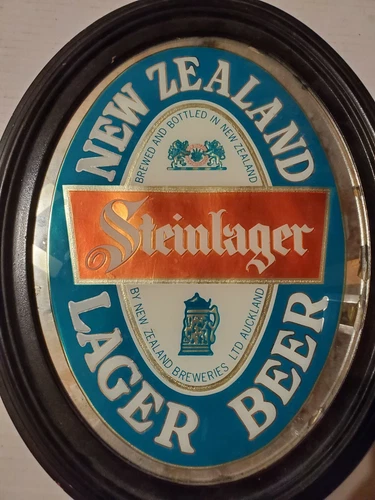 NEW ZEALAND
BREWED AND BOTTLED IN NEW ZEALAND
Steinlager
BY NEW ZEALAND BREWERIES LTD AUCKLAND
LAGER BEER